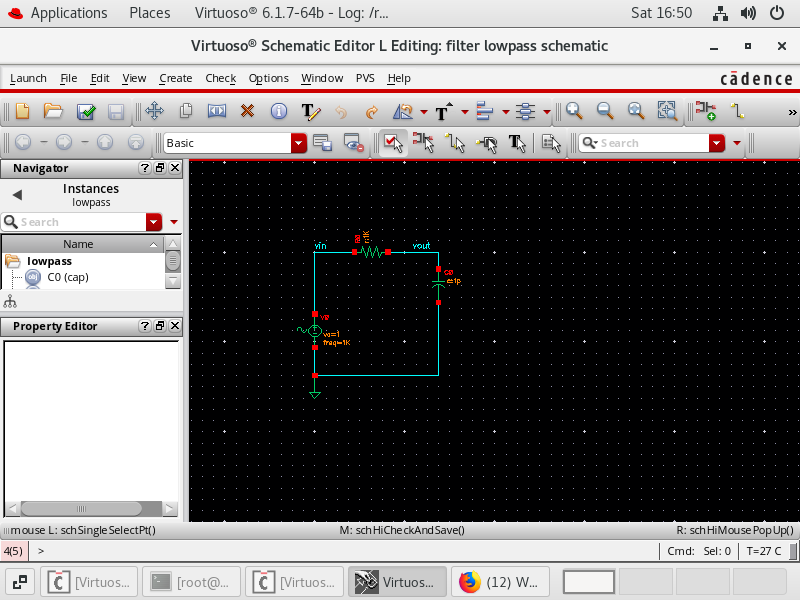 Applications Places Virtuoso® 6.1.7-64b - Log: /r... Sat 16:50
Virtuoso® Schematic Editor L Editing: filter lowpass schematic
Launch File Edit View Create Check Options Window PVS Help cādence
Basic Search
Navigator
Instances
lowpass
Search
Name
lowpass
C0 (cap)
Property Editor
vin
R0
r:1K
vout
C0
c=1p
V0
va=1
freq=1K
mouse L: schSingleSelectPt() M: schHiCheckAndSave() R: schHiMousePopUp()
4(5) > Cmd: Sel: 0 T=27 C
[Virtuos... [root@... [Virtuos... Virtuos... (12) W...